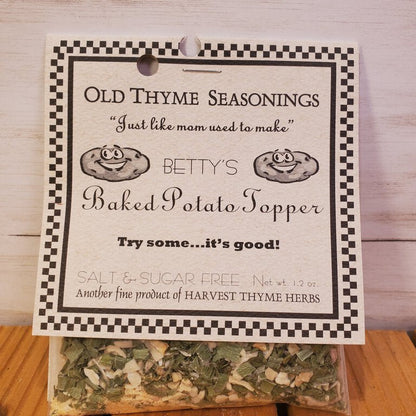 OLD THYME SEASONINGS
"Just like mom used to make"
BETTY'S
Baked Potato Topper
Try some...it's good!
SALT & SUGAR FREE Net wt. 1.2 oz.
Another fine product of HARVEST THYME HERBS